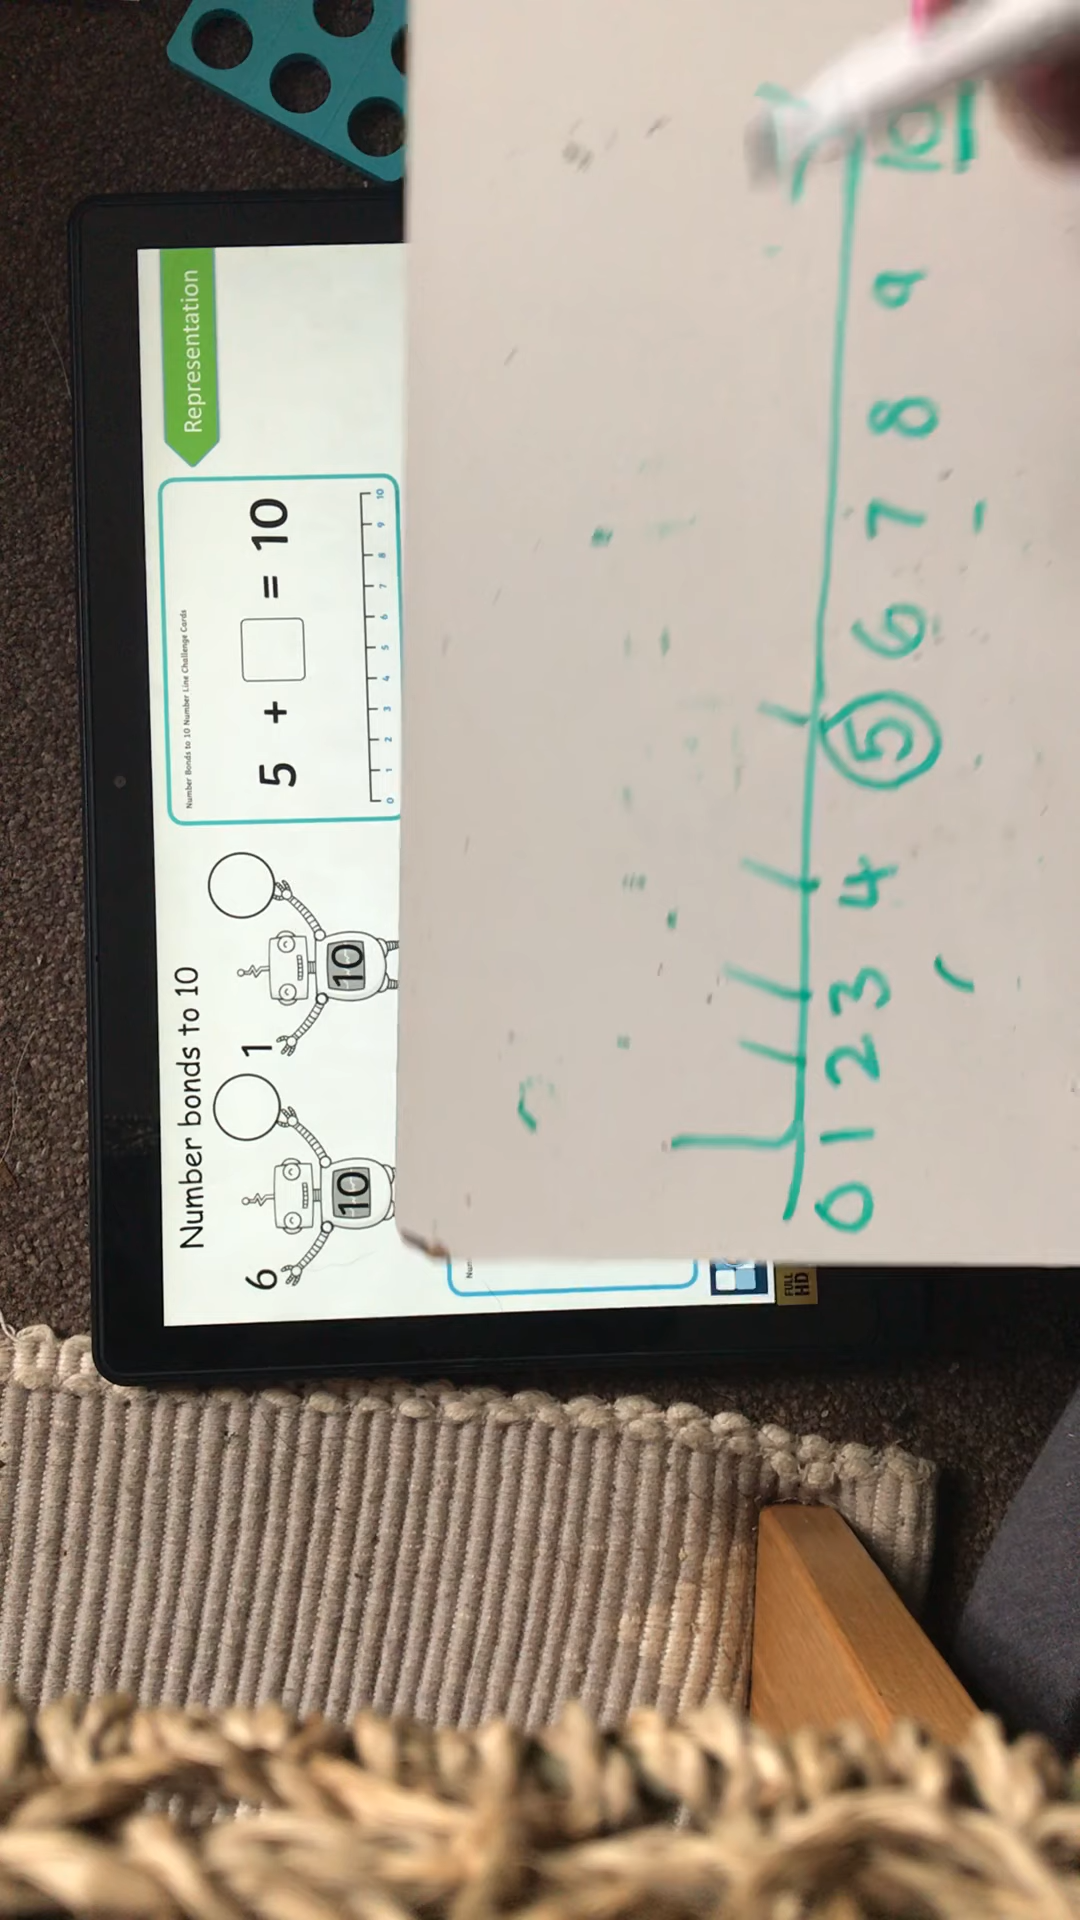 Representation
Number bonds to 10
Number Bonds to 10 Number Line Challenge Cards
5 + = 10
0 1 2 3 4 5 6 7 8 9 10
6
10
1
10
FULL
HD
0 1 2 3 4 5 6 7 8 9 10